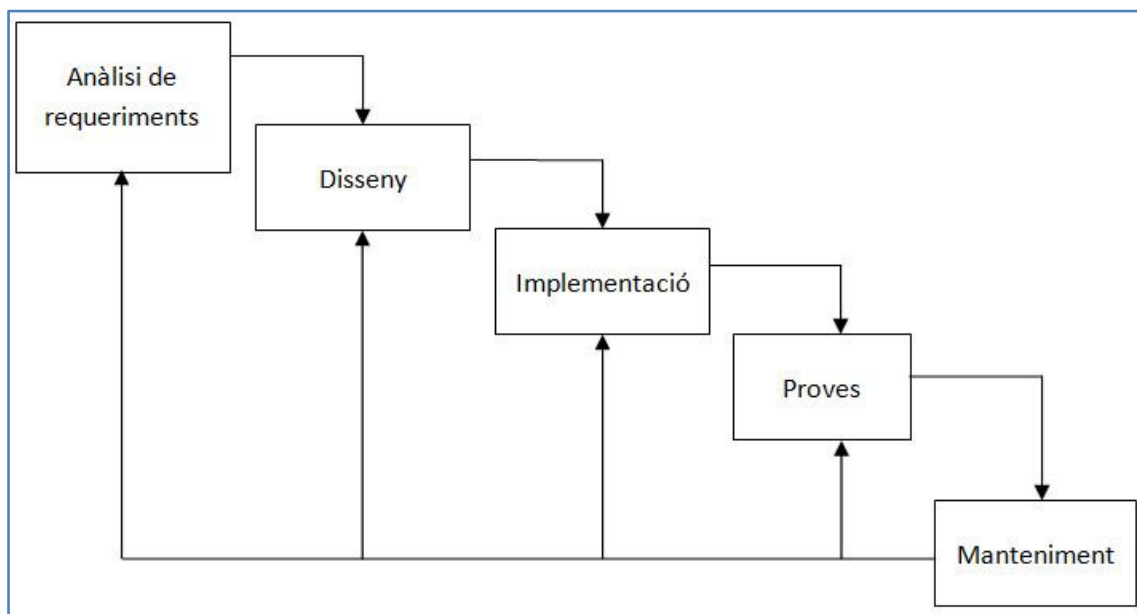 Anàlisi de
requeriments
Disseny
Implementació
Proves
Manteniment